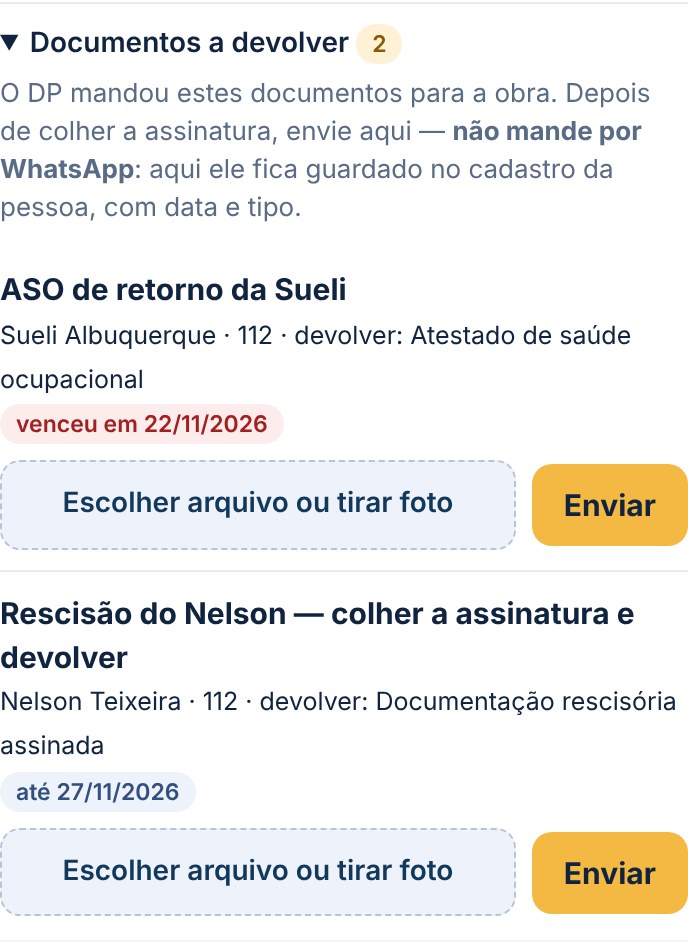 ▼ Documentos a devolver 2
O DP mandou estes documentos para a obra. Depois
de colher a assinatura, envie aqui — não mande por
WhatsApp: aqui ele fica guardado no cadastro da
pessoa, com data e tipo.
ASO de retorno da Sueli
Sueli Albuquerque · 112 · devolver: Atestado de saúde
ocupacional
venceu em 22/11/2026
Escolher arquivo ou tirar foto Enviar
Rescisão do Nelson — colher a assinatura e
devolver
Nelson Teixeira · 112 · devolver: Documentação rescisória
assinada
até 27/11/2026
Escolher arquivo ou tirar foto Enviar